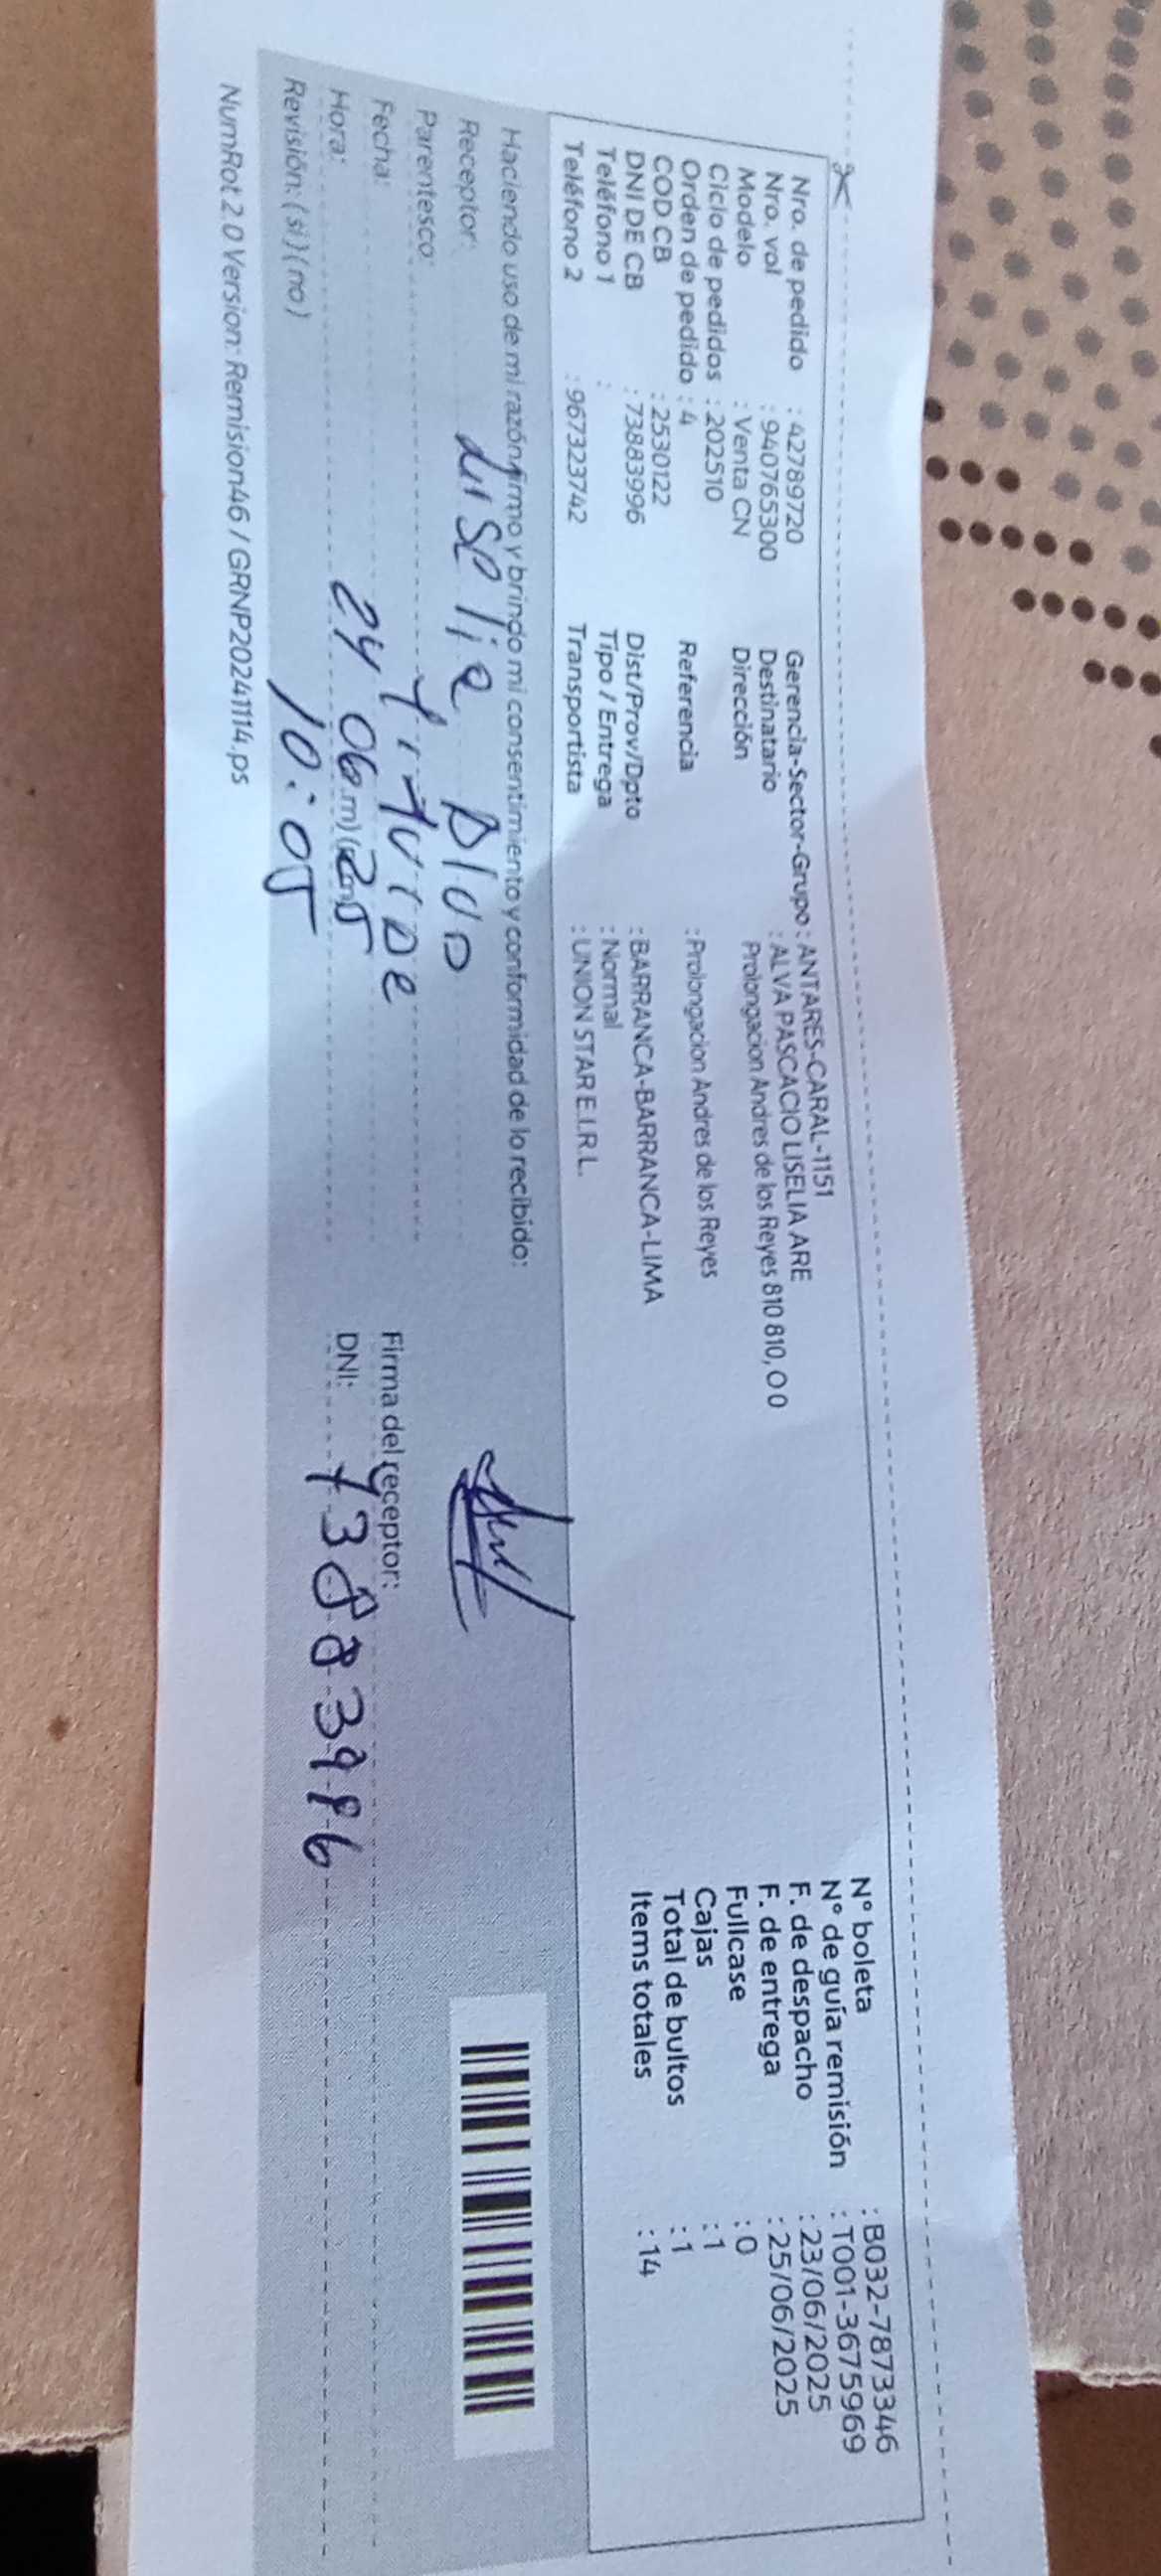 Nro. de pedido : 42789720
Nro. vol : 940765300
Modelo : Venta CN
Ciclo de pedidos : 202510
Orden de pedido : 4
COD CB : 2530122
DNI DE CB : 73883996
Teléfono 1 :
Teléfono 2 : 967323742
Gerencia-Sector-Grupo : ANTARES-CARAL-1151
Destinatario : ALVA PASCACIO LISELIA ARE
Dirección Prolongacion Andres de los Reyes 810 810, O 0
Referencia : Prolongacion Andres de los Reyes
Dist/Prov/Dpto : BARRANCA-BARRANCA-LIMA
Tipo / Entrega : Normal
Transportista : UNION STAR E.I.R.L.
N° boleta : B032-7873346
N° de guía remisión : T001-3675969
F. de despacho : 23/06/2025
F. de entrega : 25/06/2025
Fullcase : 0
Cajas : 1
Total de bultos : 1
Items totales : 14
Haciendo uso de mi razón firmo y brindo mi consentimiento y conformidad de lo recibido:
Receptor: Liselia Alva
Parentesco: Titular
Fecha: 24 06 25
Hora: 10:05
Revisión: ( si ) ( no )
Firma del receptor:
DNI: 73883996
NumRot 2 0 Version: Remision46 / GRNP20241114.ps